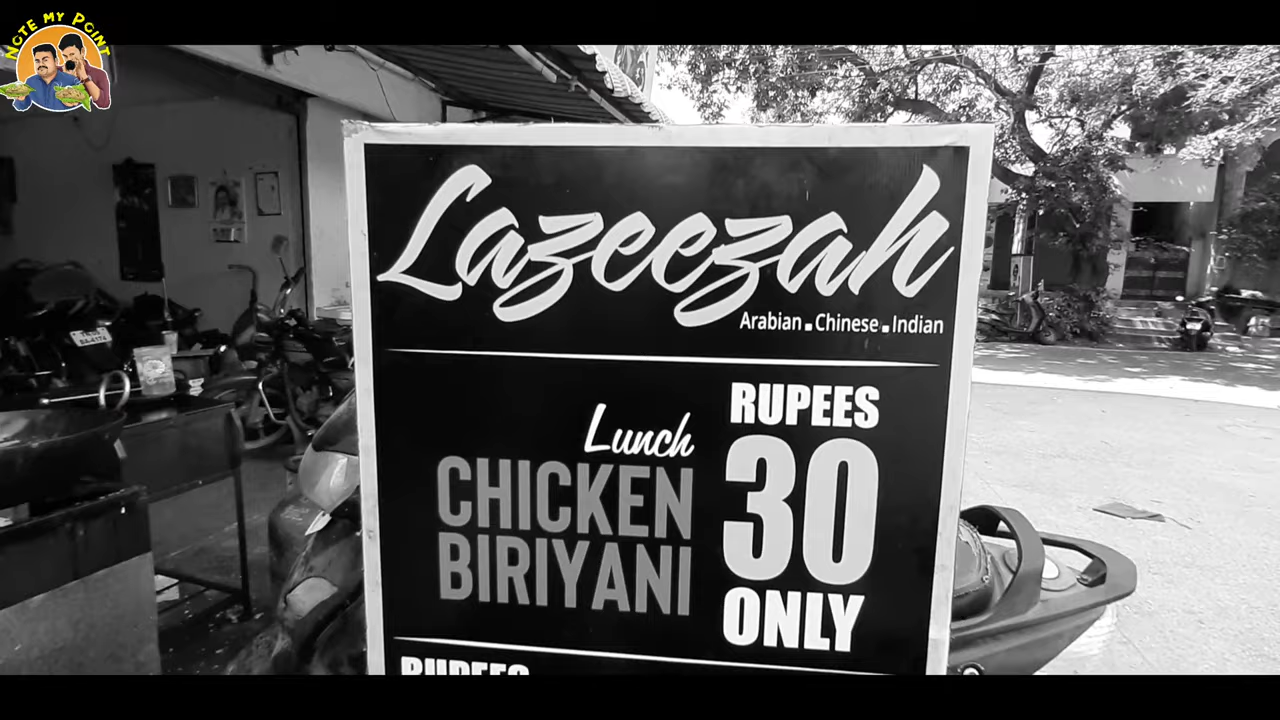 NOTE MY POINT
Lazeezah
Arabian.Chinese.Indian
Lunch
CHICKEN
BIRIYANI
RUPEES
30
ONLY
RUPEES